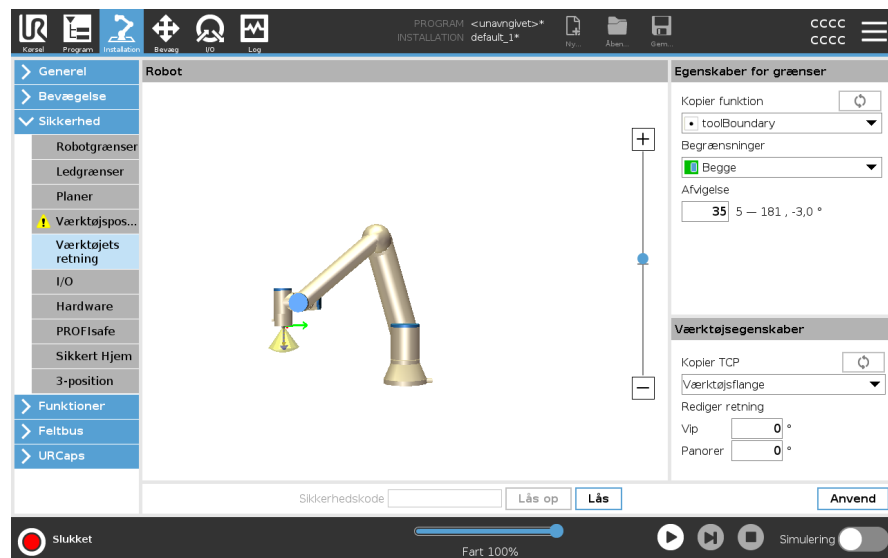 Kørsel
Program
Installation
Bevæg
I/O
Log
PROGRAM <unavngivet>*
INSTALLATION default_1*
Ny...
Åben...
Gem...
cccc
cccc
Generel
Bevægelse
Sikkerhed
Robotgrænser
Ledgrænser
Planer
Værktøjspos...
Værktøjets
retning
I/O
Hardware
PROFIsafe
Sikkert Hjem
3-position
Funktioner
Feltbus
URCaps
Robot
Egenskaber for grænser
Kopier funktion
toolBoundary
Begrænsninger
Begge
Afvigelse
35 5 — 181 , -3,0 °
Værktøjsegenskaber
Kopier TCP
Værktøjsflange
Rediger retning
Vip 0 °
Panorer 0 °
Sikkerhedskode Lås op Lås
Anvend
Slukket
Fart 100%
Simulering